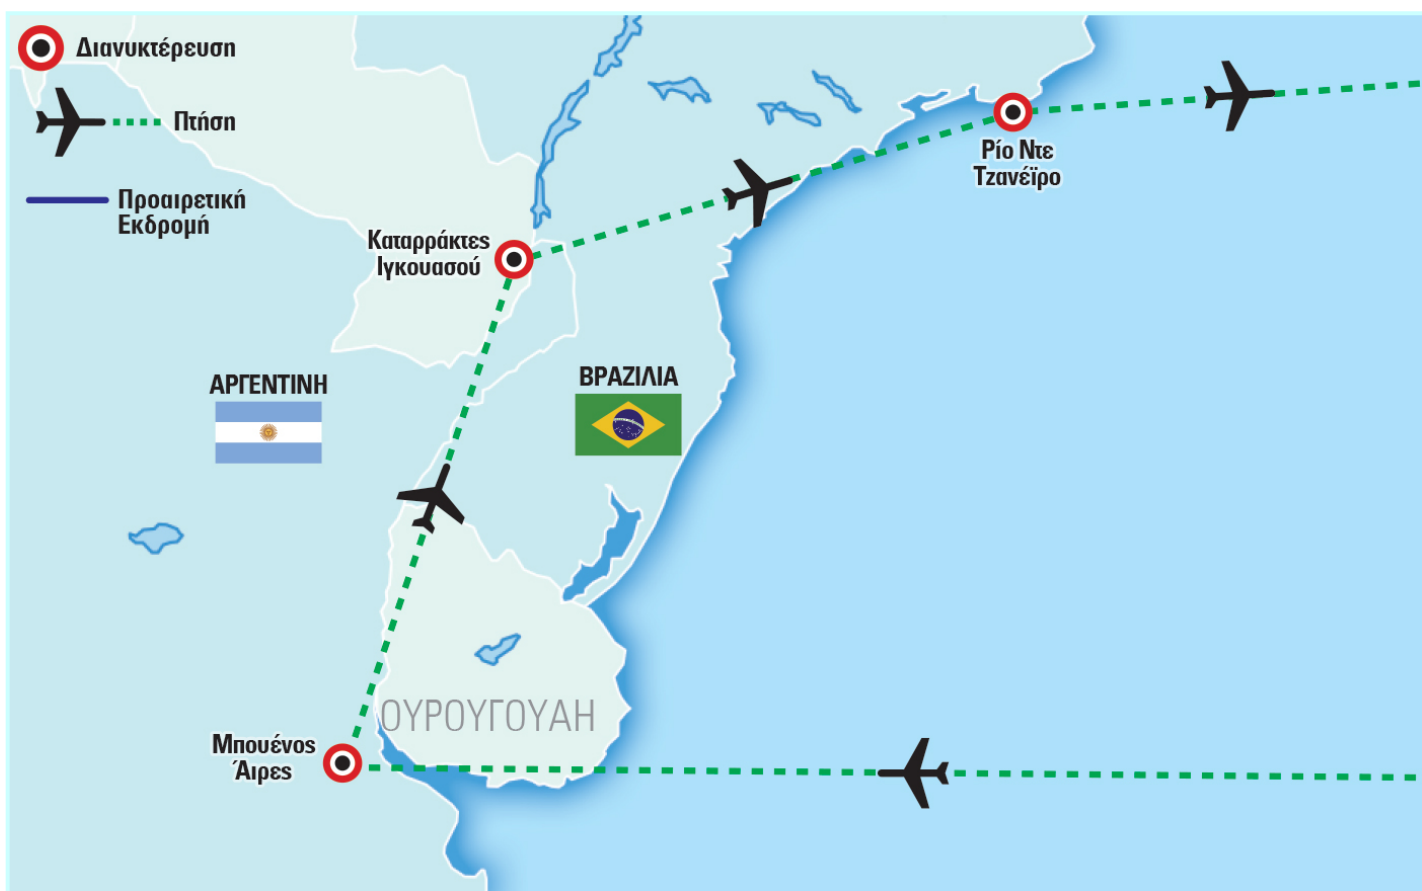 Διανυκτέρευση
Πτήση
Προαιρετική
Εκδρομή
Ρίο Ντε
Τζανέϊρο
Καταρράκτες
Ιγκουασού
ΑΡΓΕΝΤΙΝΗ
ΒΡΑΖΙΛΙΑ
ΟΥΡΟΥΓΟΥΑΗ
Μπουένος
Άιρες